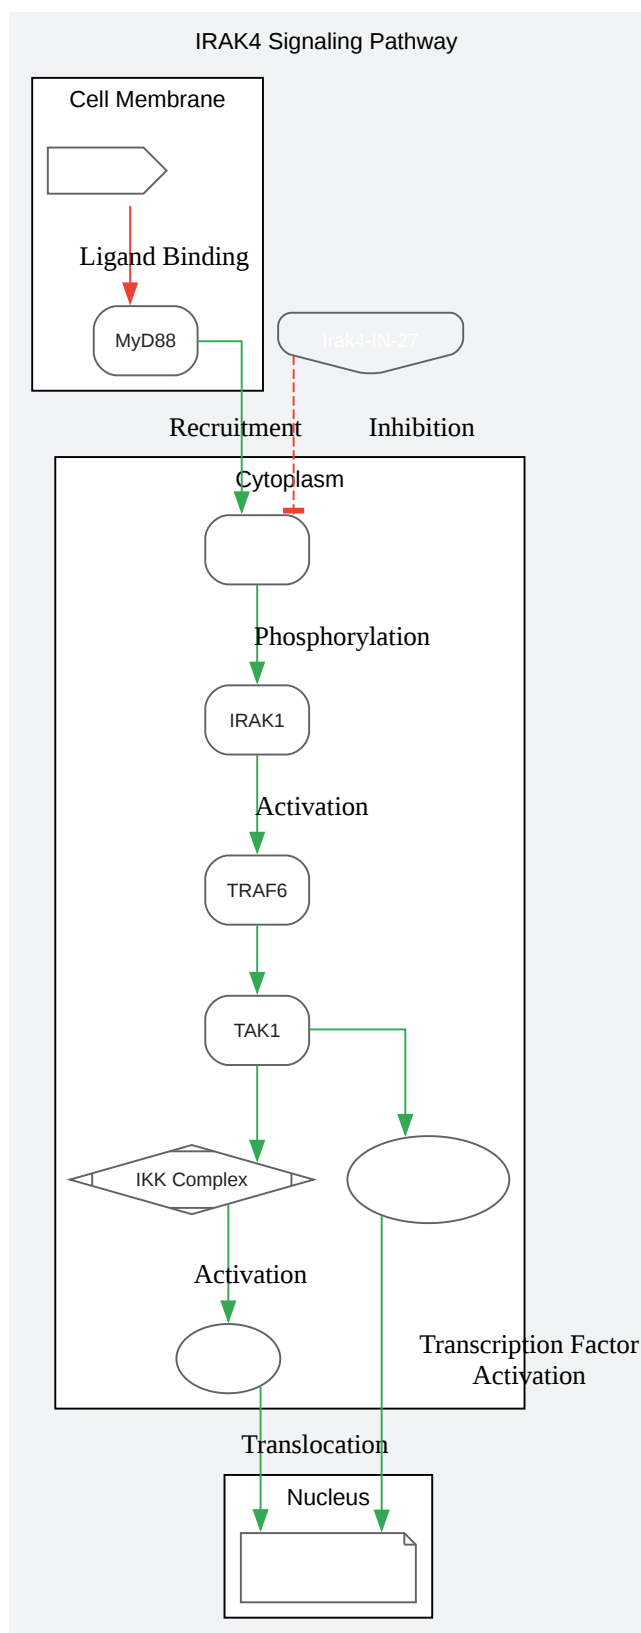 IRAK4 Signaling Pathway
Cell Membrane
Ligand Binding
MyD88
Irak4-IN-27
Recruitment
Inhibition
Cytoplasm
Phosphorylation
IRAK1
Activation
TRAF6
TAK1
IKK Complex
Activation
Transcription Factor
Activation
Translocation
Nucleus